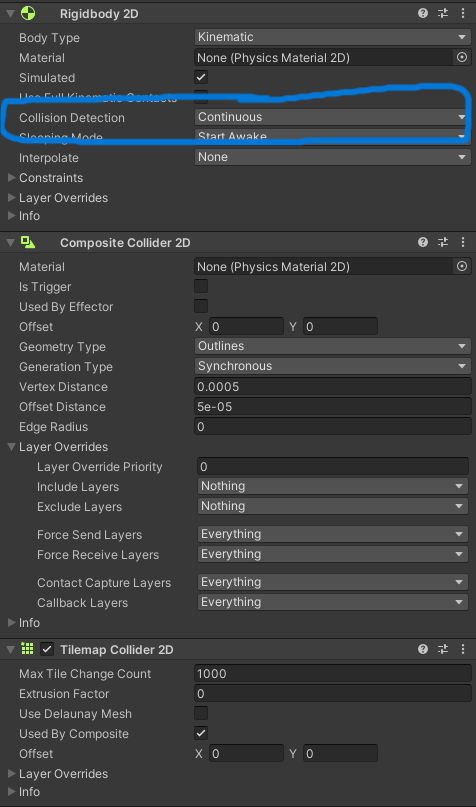 Rigidbody 2D
Body Type Kinematic
Material None (Physics Material 2D)
Simulated
Use Full Kinematic Contacts
Collision Detection Continuous
Sleeping Mode Start Awake
Interpolate None
Constraints
Layer Overrides
Info
Composite Collider 2D
Material None (Physics Material 2D)
Is Trigger
Used By Effector
Offset X 0 Y 0
Geometry Type Outlines
Generation Type Synchronous
Vertex Distance 0.0005
Offset Distance 5e-05
Edge Radius 0
Layer Overrides
Layer Override Priority 0
Include Layers Nothing
Exclude Layers Nothing
Force Send Layers Everything
Force Receive Layers Everything
Contact Capture Layers Everything
Callback Layers Everything
Info
Tilemap Collider 2D
Max Tile Change Count 1000
Extrusion Factor 0
Use Delaunay Mesh
Used By Composite
Offset X 0 Y 0
Layer Overrides
Info